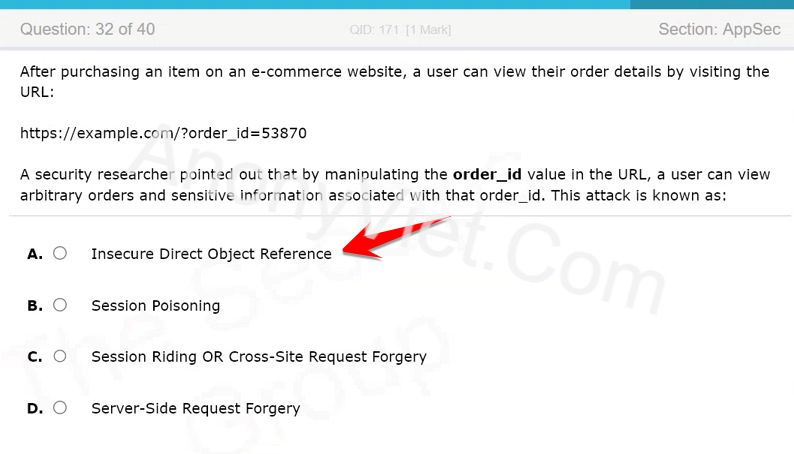 Question: 32 of 40
QID: 171 [1 Mark]
Section: AppSec
After purchasing an item on an e-commerce website, a user can view their order details by visiting the
URL:
https://example.com/?order_id=53870
A security researcher pointed out that by manipulating the order_id value in the URL, a user can view
arbitrary orders and sensitive information associated with that order_id. This attack is known as:
A. Insecure Direct Object Reference
B. Session Poisoning
C. Session Riding OR Cross-Site Request Forgery
D. Server-Side Request Forgery
AnonyViet.Com
The Sec
Group